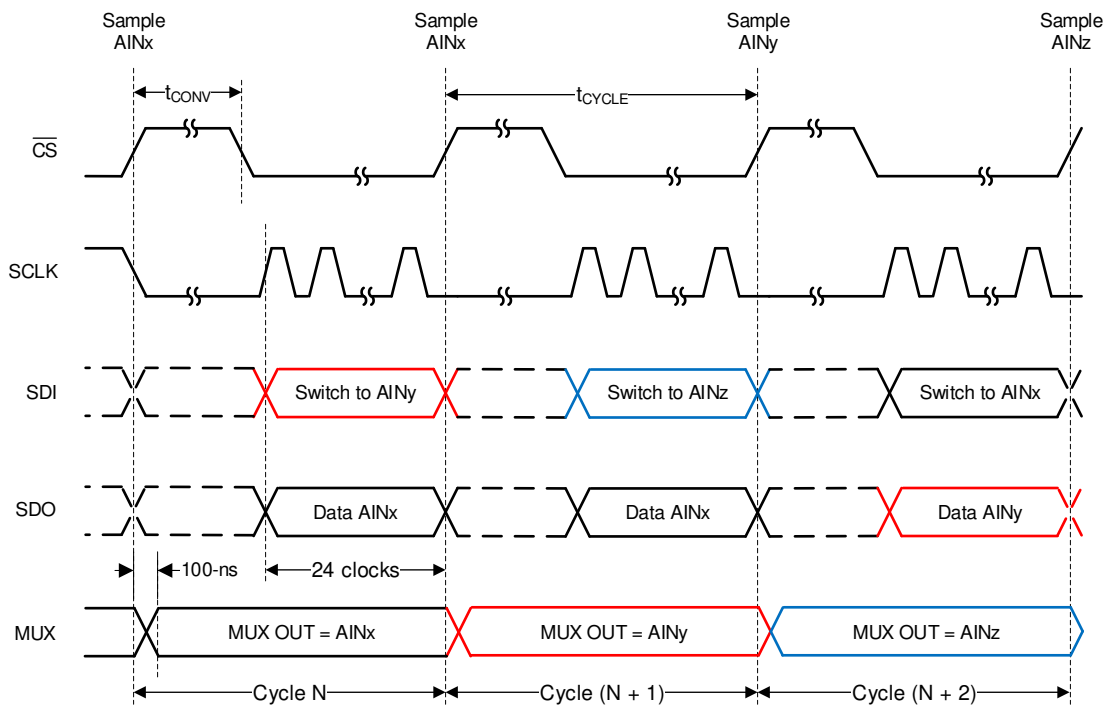 Sample AINx
Sample AINx
Sample AINy
Sample AINz
tCONV
tCYCLE
CS
SCLK
SDI
Switch to AINy
Switch to AINz
Switch to AINx
SDO
Data AINx
Data AINx
Data AINy
100-ns
24 clocks
MUX
MUX OUT = AINx
MUX OUT = AINy
MUX OUT = AINz
Cycle N
Cycle (N + 1)
Cycle (N + 2)